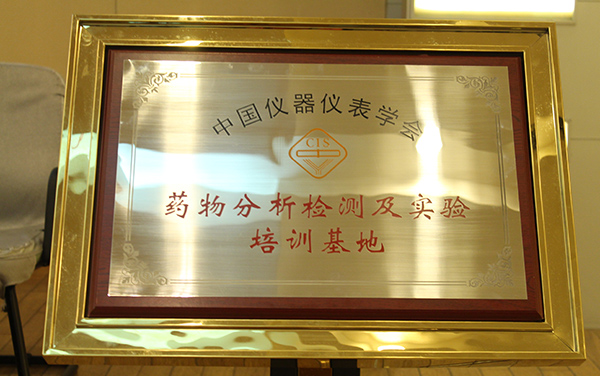 中国仪器仪表学会
CIS
药物分析检测及实验
培训基地